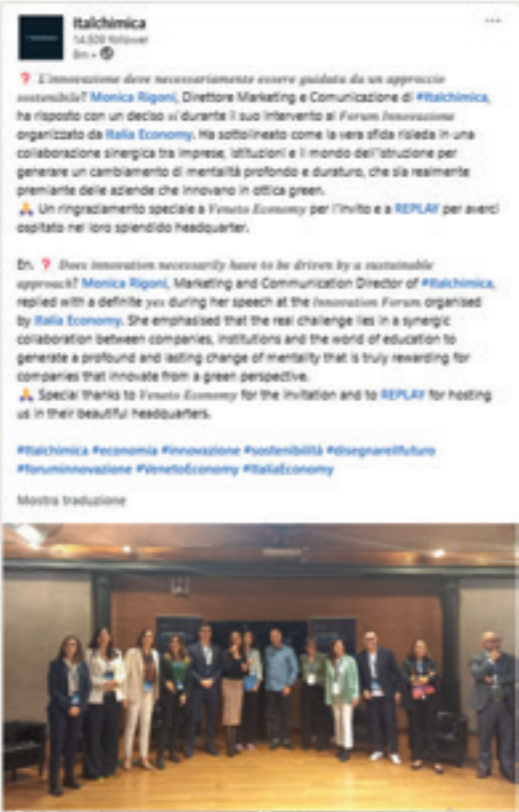 Italchimica
14.509 follower
6m •
❓ L'innovazione deve necessariamente essere guidata da un approccio
sostenibile? Monica Rigoni, Direttore Marketing e Comunicazione di #Italchimica,
ha risposto con un deciso sì durante il suo intervento al Forum Innovazione
organizzato da Italia Economy. Ha sottolineato come la vera sfida risieda in una
collaborazione sinergica tra imprese, istituzioni e il mondo dell'istruzione per
generare un cambiamento di mentalità profondo e duraturo, che sia realmente
premiante delle aziende che innovano in ottica green.
🙏 Un ringraziamento speciale a Veneto Economy per l'invito e a REPLAY per averci
ospitato nel loro splendido headquarter.
En. ❓ Does innovation necessarily have to be driven by a sustainable
approach? Monica Rigoni, Marketing and Communication Director of #Italchimica,
replied with a definite yes during her speech at the Innovation Forum organised
by Italia Economy. She emphasised that the real challenge lies in a synergic
collaboration between companies, institutions and the world of education to
generate a profound and lasting change of mentality that is truly rewarding for
companies that innovate from a green perspective.
🙏 Special thanks to Veneto Economy for the invitation and to REPLAY for hosting
us in their beautiful headquarters.
#Italchimica #economia #innovazione #sostenibilità #disegnareilfuturo
#foruminnovazione #VenetoEconomy #ItaliaEconomy
Mostra traduzione